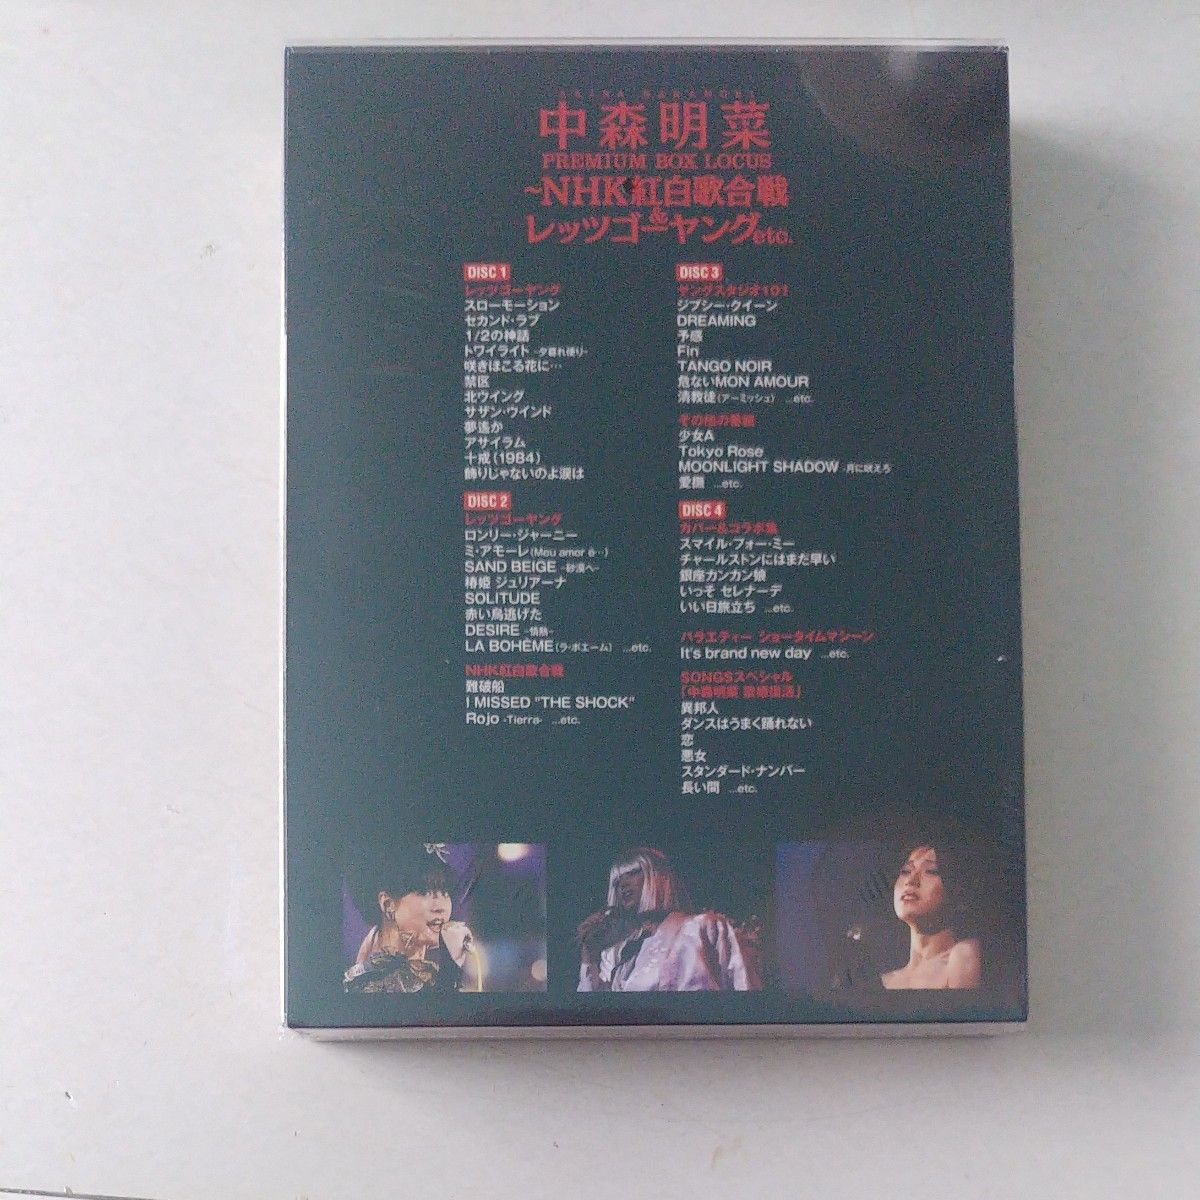 AKINA NAKAMORI
中森明菜
PREMIUM BOX LOCUS
~NHK紅白歌合戦
&
レッツゴーヤングetc.
DISC 1
レッツゴーヤング
スローモーション
セカンド・ラブ
1/2の神話
トワイライト -夕暮れ便り-
咲きほこる花に…
禁区
北ウイング
サザン・ウインド
夢遙か
アサイラム
十戒(1984)
飾りじゃないのよ涙は
DISC 2
レッツゴーヤング
ロンリー・ジャーニー
ミ・アモーレ(Meu amor é…)
SAND BEIGE -砂漠へ-
椿姫 ジュリアーナ
SOLITUDE
赤い鳥逃げた
DESIRE -情熱-
LA BOHÈME(ラ・ボエーム) ...etc.
NHK紅白歌合戦
難破船
I MISSED "THE SHOCK"
Rojo -Tierra- ...etc.
DISC 3
ヤングスタジオ101
ジプシー・クイーン
DREAMING
予感
Fin
TANGO NOIR
危ないMON AMOUR
清教徒(アーミッシュ) ...etc.
その他の番組
少女A
Tokyo Rose
MOONLIGHT SHADOW -月に吠えろ
愛撫 ...etc.
DISC 4
カバー&コラボ集
スマイル・フォー・ミー
チャールストンにはまだ早い
銀座カンカン娘
いっそ セレナーデ
いい日旅立ち ...etc.
バラエティー ショータイムマシーン
It's brand new day ...etc.
SONGSスペシャル
「中森明菜 歌姫復活」
異邦人
ダンスはうまく踊れない
恋
悪女
スタンダード・ナンバー
長い間 ...etc.